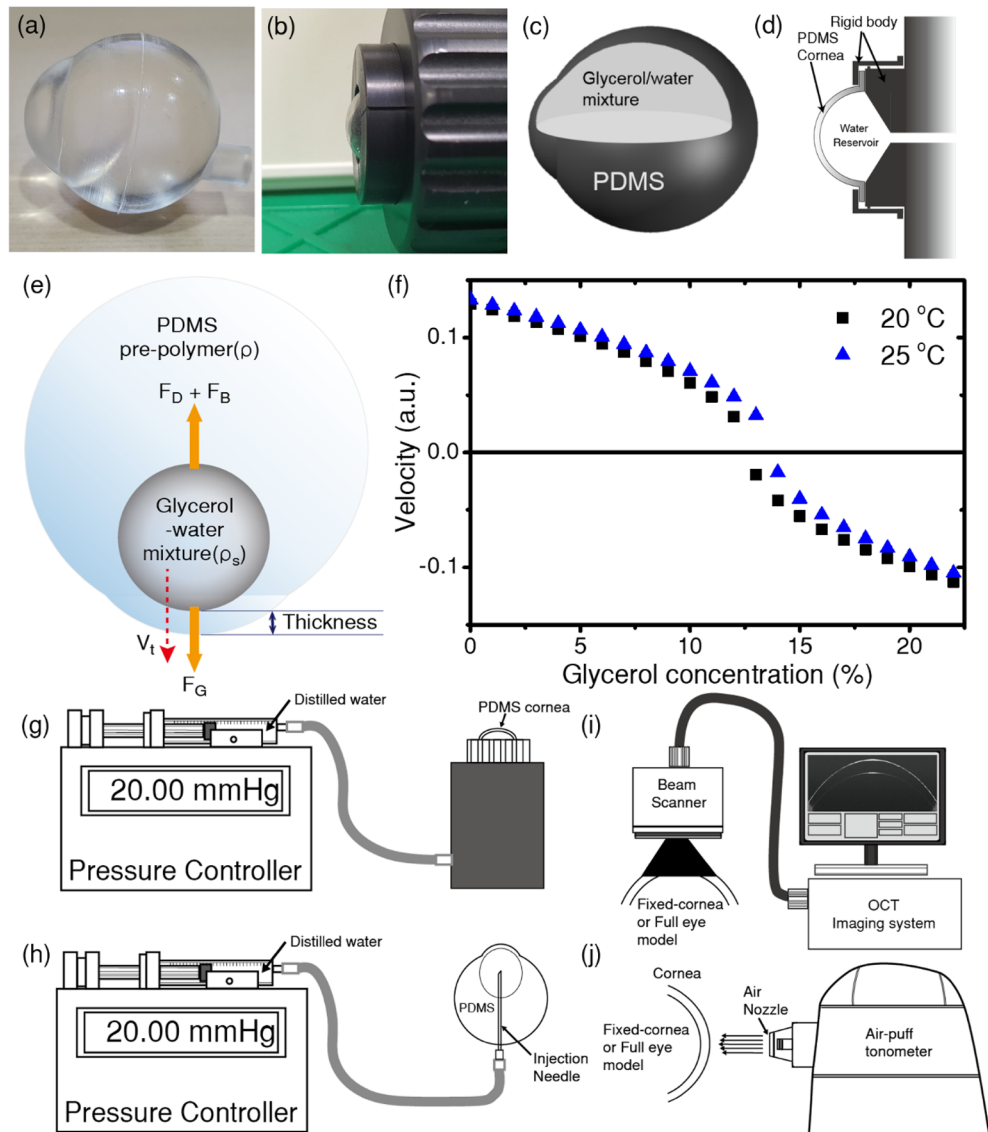 (a)
(b)
(c)
Glycerol/water
mixture
PDMS
(d)
Rigid body
PDMS
Cornea
Water
Reservoir
(e)
PDMS
pre-polymer(ρ)
F_D + F_B
Glycerol
-water
mixture(ρ_s)
Thickness
V_t
F_G
(f)
20 °C
25 °C
0.1
0.0
-0.1
Velocity (a.u.)
0
5
10
15
20
Glycerol concentration (%)
(g)
Distilled water
20.00 mmHg
Pressure Controller
PDMS cornea
(i)
Beam
Scanner
Fixed-cornea
or Full eye
model
OCT
Imaging system
(h)
Distilled water
20.00 mmHg
Pressure Controller
PDMS
Injection
Needle
(j)
Cornea
Air
Nozzle
Fixed-cornea
or Full eye
model
Air-puff
tonometer